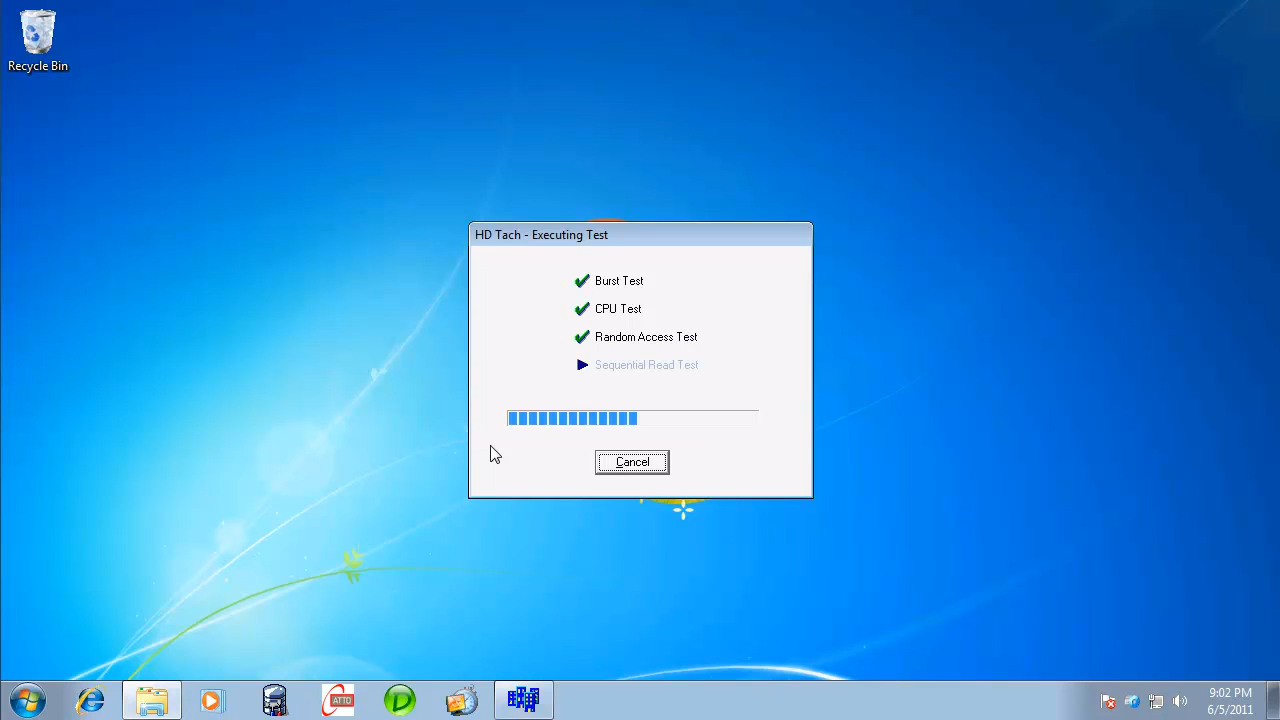 Recycle Bin
HD Tach - Executing Test
Burst Test
CPU Test
Random Access Test
Sequential Read Test
Cancel
ATTO
9:02 PM
6/5/2011